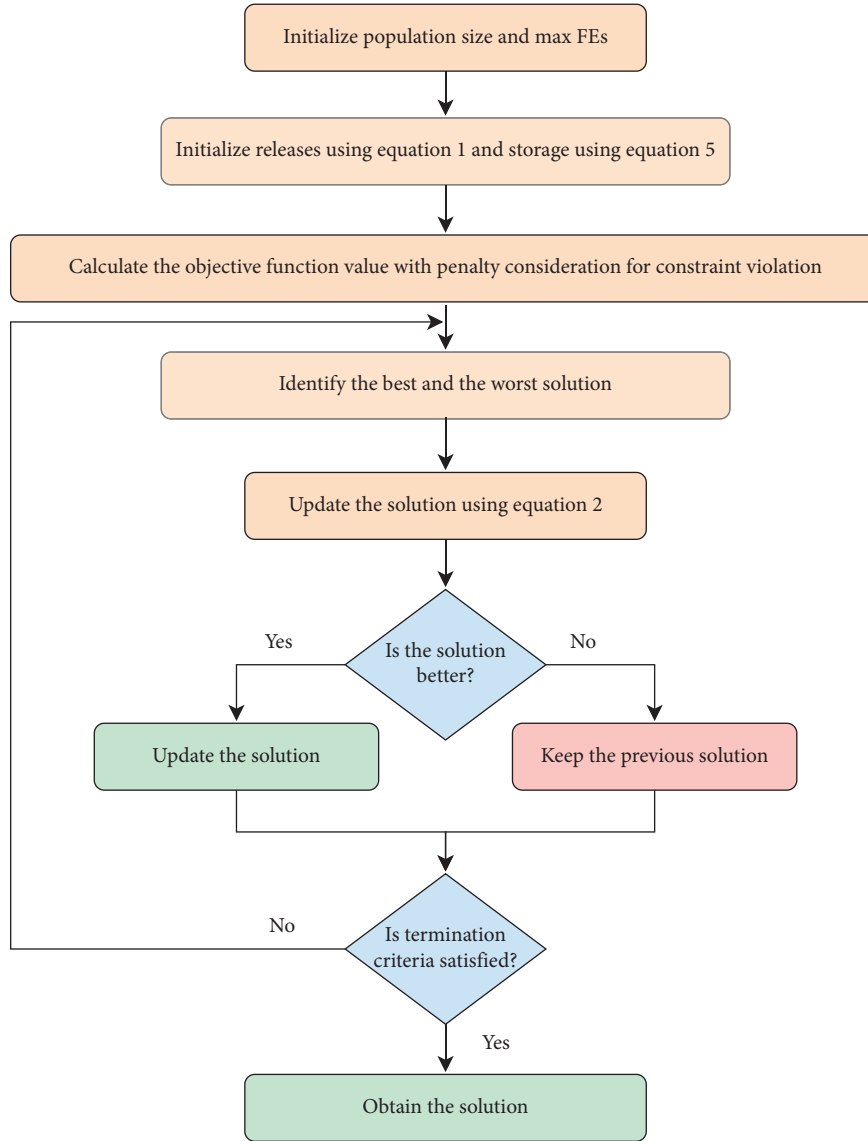 Initialize population size and max FEs
Initialize releases using equation 1 and storage using equation 5
Calculate the objective function value with penalty consideration for constraint violation
Identify the best and the worst solution
Update the solution using equation 2
Yes
Is the solution
better?
No
Update the solution
Keep the previous solution
No
Is termination
criteria satisfied?
Yes
Obtain the solution